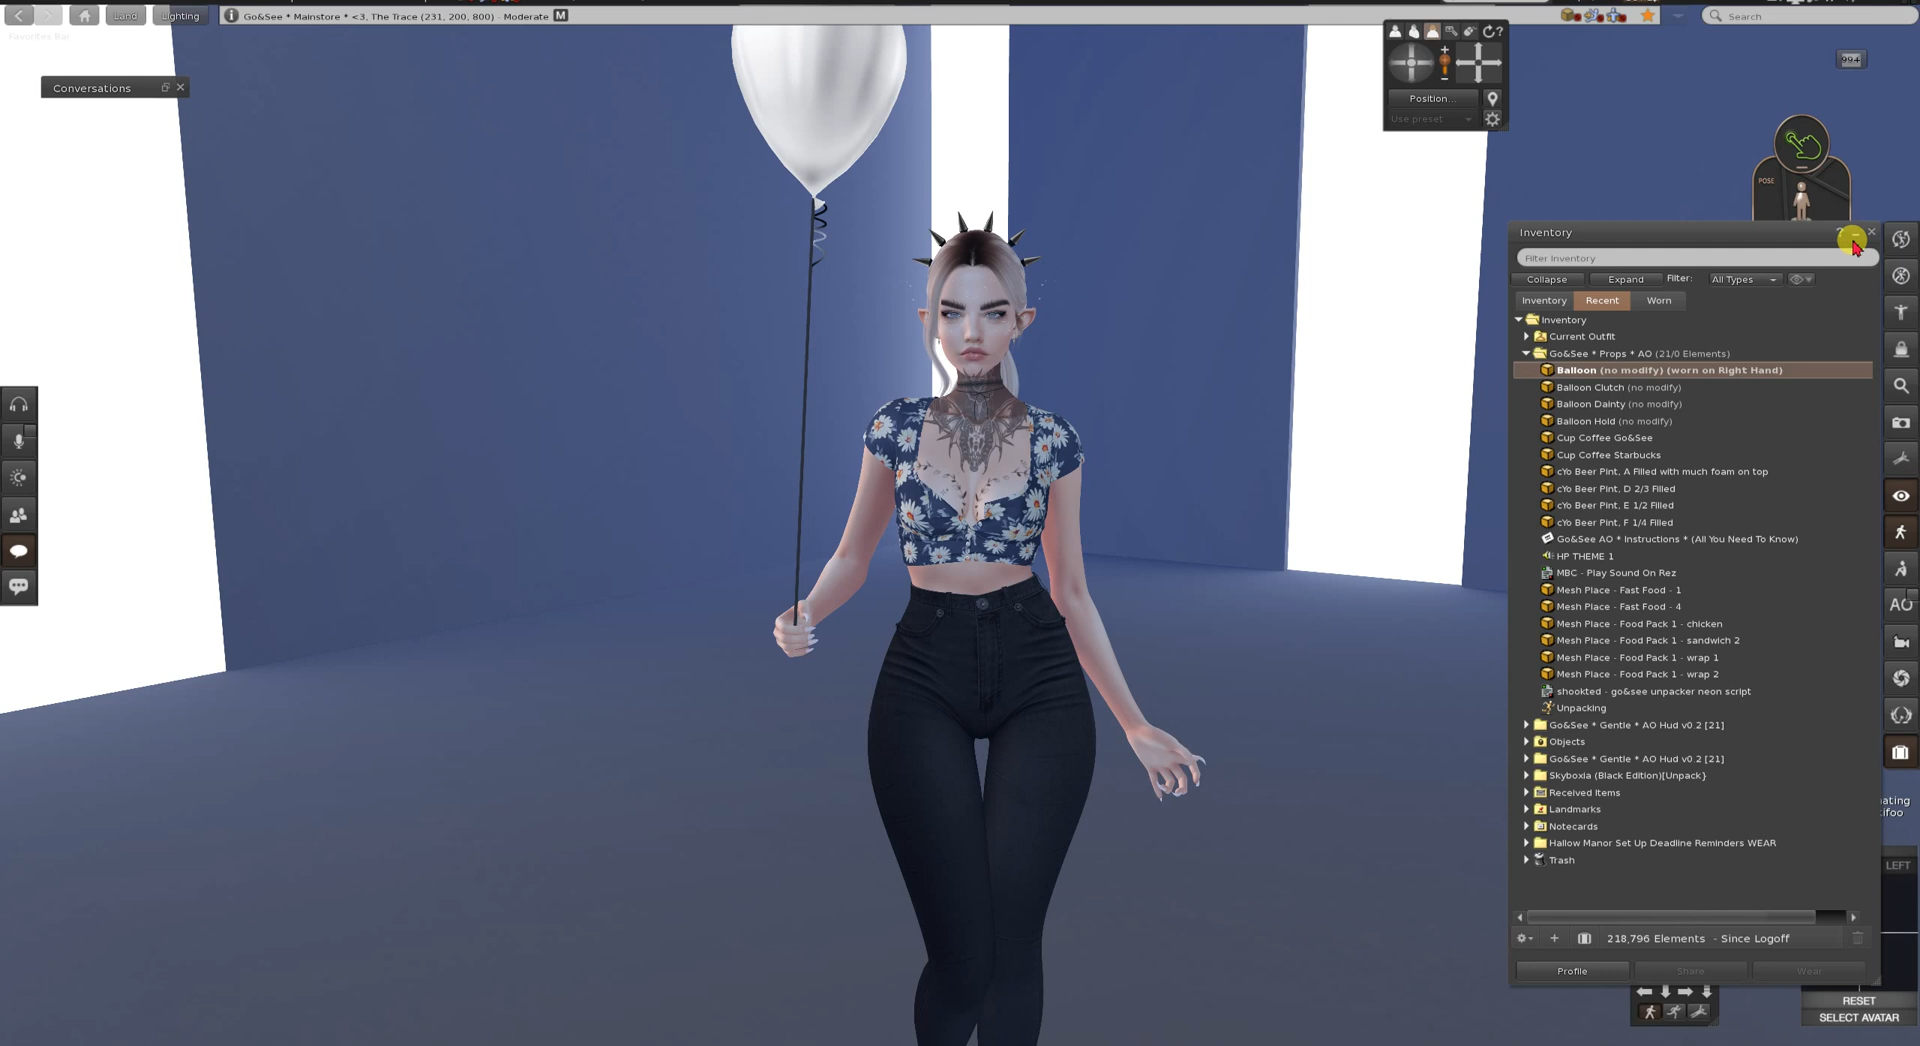 Land
Lighting
Go&See * Mainstore * <3, The Trace (231, 200, 800) - Moderate M
Search
Favorites Bar
Conversations
?
Position...
Use preset
994
POSE
Inventory
?
Filter Inventory
Collapse
Expand
Filter:
All Types
Inventory
Recent
Worn
Inventory
Current Outfit
Go&See * Props * AO (21/0 Elements)
Balloon (no modify) (worn on Right Hand)
Balloon Clutch (no modify)
Balloon Dainty (no modify)
Balloon Hold (no modify)
Cup Coffee Go&See
Cup Coffee Starbucks
cYo Beer Pint, A Filled with much foam on top
cYo Beer Pint, D 2/3 Filled
cYo Beer Pint, E 1/2 Filled
cYo Beer Pint, F 1/4 Filled
Go&See AO * Instructions * (All You Need To Know)
HP THEME 1
MBC - Play Sound On Rez
Mesh Place - Fast Food - 1
Mesh Place - Fast Food - 4
Mesh Place - Food Pack 1 - chicken
Mesh Place - Food Pack 1 - sandwich 2
Mesh Place - Food Pack 1 - wrap 1
Mesh Place - Food Pack 1 - wrap 2
shookted - go&see unpacker neon script
Unpacking
Go&See * Gentle * AO Hud v0.2 [21]
Objects
Go&See * Gentle * AO Hud v0.2 [21]
Skyboxia (Black Edition)[Unpack}
Received Items
Landmarks
Notecards
Hallow Manor Set Up Deadline Reminders WEAR
Trash
218,796 Elements - Since Logoff
Profile
Share
Wear
AO
ating
ifoo
LEFT
RESET
SELECT AVATAR